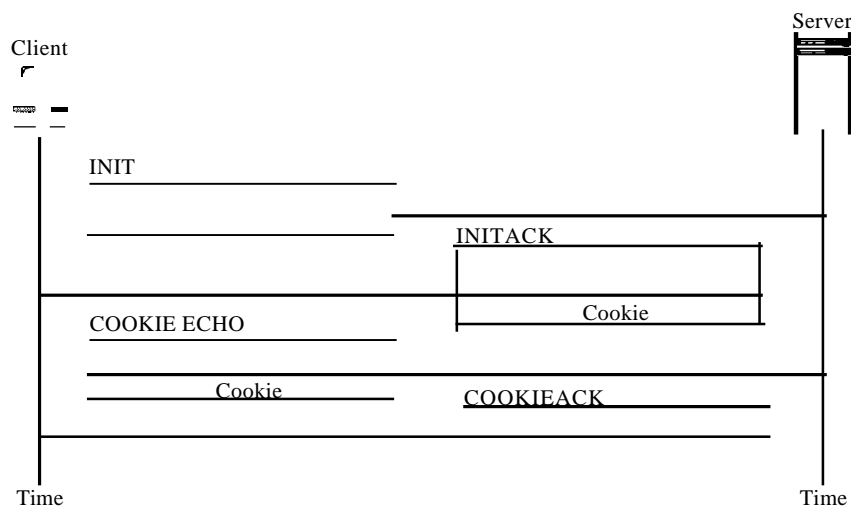 Server
Client
INIT
INITACK
Cookie
COOKIE ECHO
Cookie
COOKIEACK
Time
Time